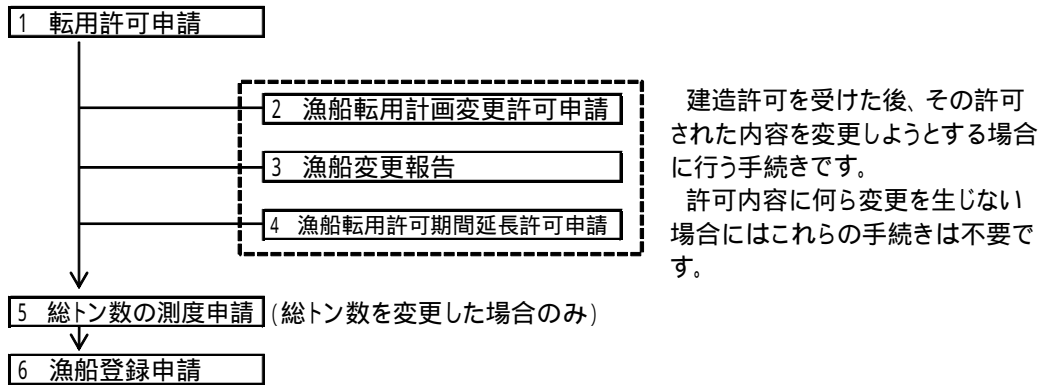 1 転用許可申請
2 漁船転用計画変更許可申請
3 漁船変更報告
4 漁船転用許可期間延長許可申請
建造許可を受けた後、その許可
された内容を変更しようとする場合
に行う手続きです。
許可内容に何ら変更を生じない
場合にはこれらの手続きは不要で
す。
5 総トン数の測度申請 (総トン数を変更した場合のみ)
6 漁船登録申請